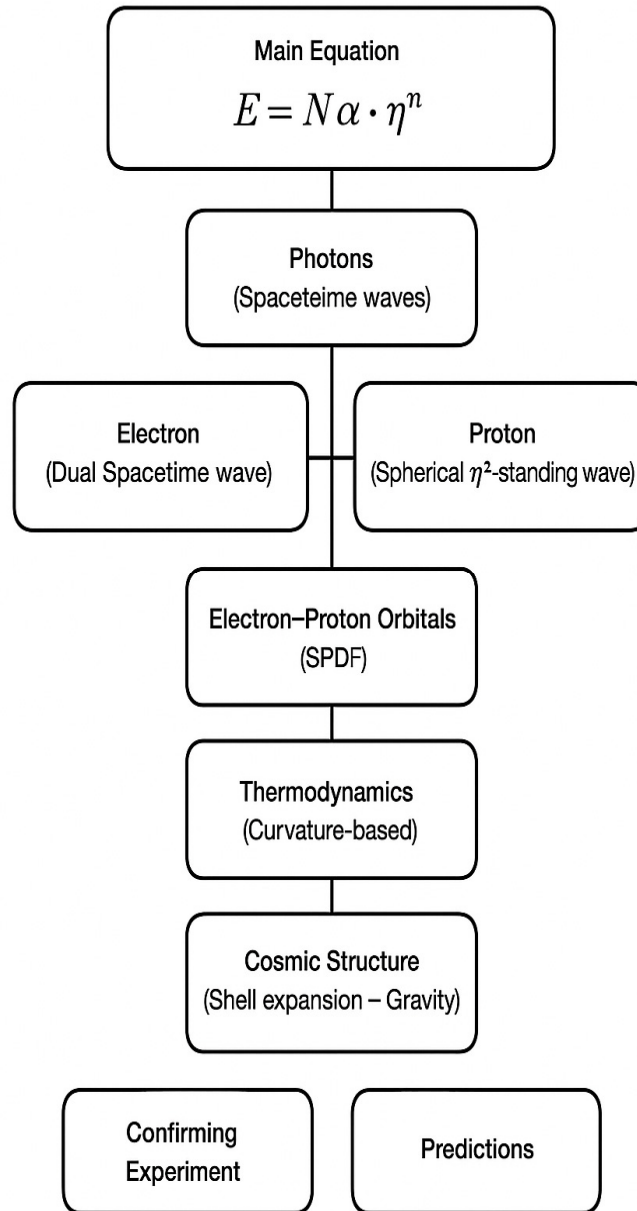 Main Equation
E = Nα · ηⁿ
Photons
(Spaceteime waves)
Electron
(Dual Spacetime wave)
Proton
(Spherical η²-standing wave)
Electron–Proton Orbitals
(SPDF)
Thermodynamics
(Curvature-based)
Cosmic Structure
(Shell expansion – Gravity)
Confirming
Experiment
Predictions